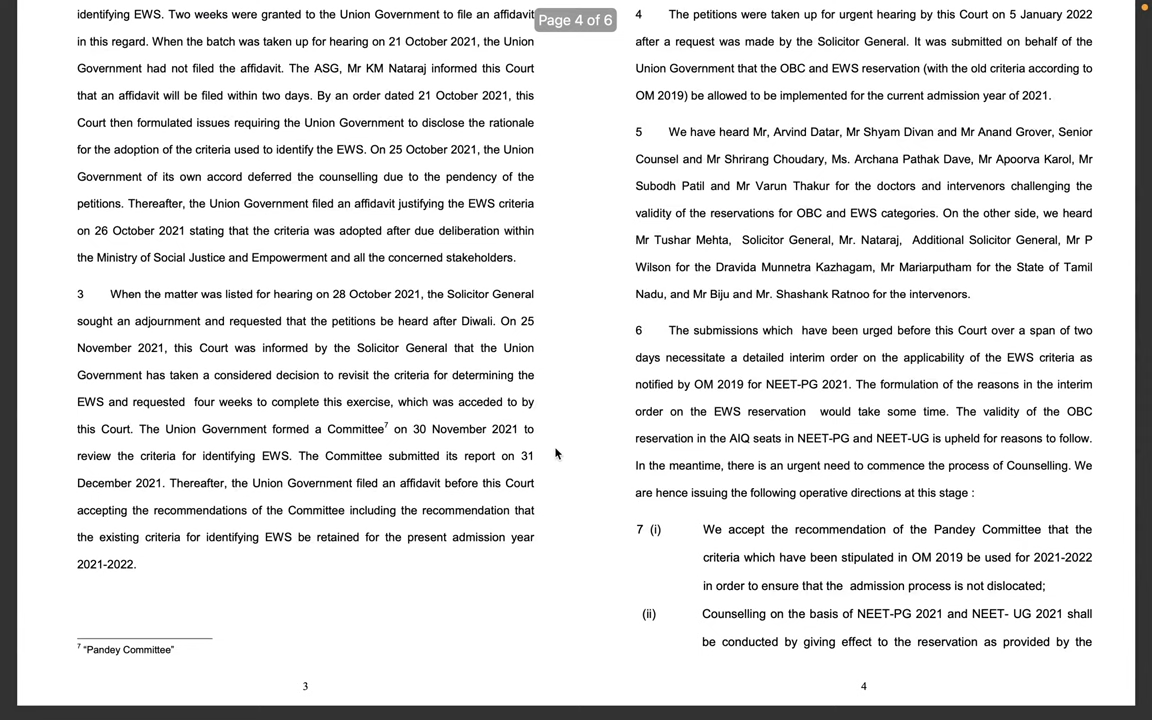 identifying EWS. Two weeks were granted to the Union Government to file an affidavit
in this regard. When the batch was taken up for hearing on 21 October 2021, the Union
Government had not filed the affidavit. The ASG, Mr KM Nataraj informed this Court
that an affidavit will be filed within two days. By an order dated 21 October 2021, this
Court then formulated issues requiring the Union Government to disclose the rationale
for the adoption of the criteria used to identify the EWS. On 25 October 2021, the Union
Government of its own accord deferred the counselling due to the pendency of the
petitions. Thereafter, the Union Government filed an affidavit justifying the EWS criteria
on 26 October 2021 stating that the criteria was adopted after due deliberation within
the Ministry of Social Justice and Empowerment and all the concerned stakeholders.
3 When the matter was listed for hearing on 28 October 2021, the Solicitor General
sought an adjournment and requested that the petitions be heard after Diwali. On 25
November 2021, this Court was informed by the Solicitor General that the Union
Government has taken a considered decision to revisit the criteria for determining the
EWS and requested four weeks to complete this exercise, which was acceded to by
this Court. The Union Government formed a Committee7 on 30 November 2021 to
review the criteria for identifying EWS. The Committee submitted its report on 31
December 2021. Thereafter, the Union Government filed an affidavit before this Court
accepting the recommendations of the Committee including the recommendation that
the existing criteria for identifying EWS be retained for the present admission year
2021-2022.
7 "Pandey Committee"
3
Page 4 of 6
4 The petitions were taken up for urgent hearing by this Court on 5 January 2022
after a request was made by the Solicitor General. It was submitted on behalf of the
Union Government that the OBC and EWS reservation (with the old criteria according to
OM 2019) be allowed to be implemented for the current admission year of 2021.
5 We have heard Mr, Arvind Datar, Mr Shyam Divan and Mr Anand Grover, Senior
Counsel and Mr Shrirang Choudary, Ms. Archana Pathak Dave, Mr Apoorva Karol, Mr
Subodh Patil and Mr Varun Thakur for the doctors and intervenors challenging the
validity of the reservations for OBC and EWS categories. On the other side, we heard
Mr Tushar Mehta, Solicitor General, Mr. Nataraj, Additional Solicitor General, Mr P
Wilson for the Dravida Munnetra Kazhagam, Mr Mariarputham for the State of Tamil
Nadu, and Mr Biju and Mr. Shashank Ratnoo for the intervenors.
6 The submissions which have been urged before this Court over a span of two
days necessitate a detailed interim order on the applicability of the EWS criteria as
notified by OM 2019 for NEET-PG 2021. The formulation of the reasons in the interim
order on the EWS reservation would take some time. The validity of the OBC
reservation in the AIQ seats in NEET-PG and NEET-UG is upheld for reasons to follow.
In the meantime, there is an urgent need to commence the process of Counselling. We
are hence issuing the following operative directions at this stage :
7 (i) We accept the recommendation of the Pandey Committee that the
criteria which have been stipulated in OM 2019 be used for 2021-2022
in order to ensure that the admission process is not dislocated;
(ii) Counselling on the basis of NEET-PG 2021 and NEET- UG 2021 shall
be conducted by giving effect to the reservation as provided by the
4